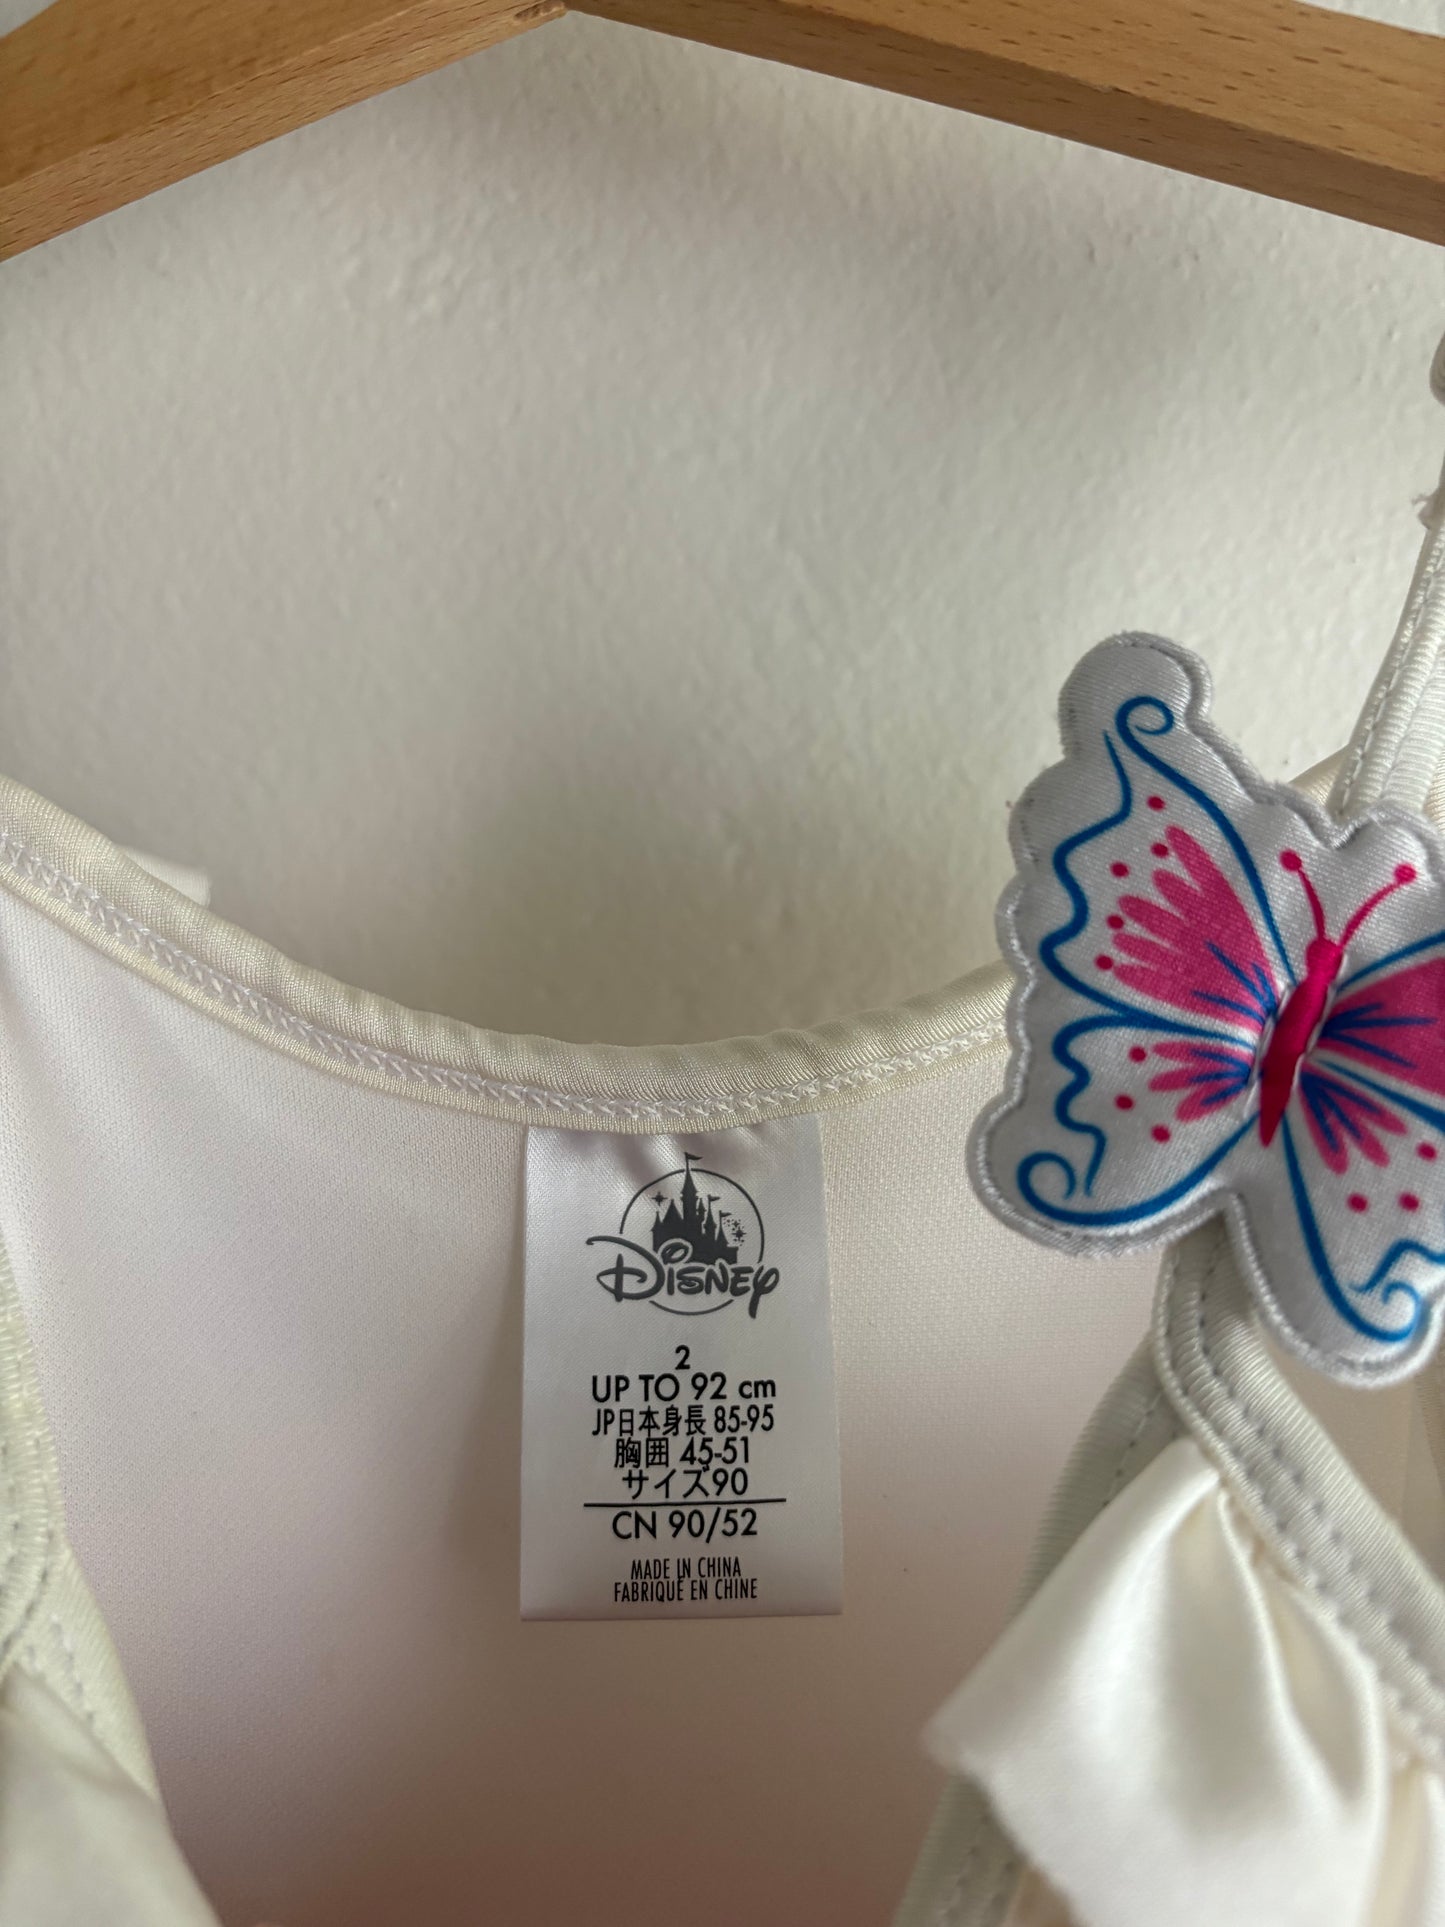 Disney
2
UP TO 92 cm
JP日本身長 85-95
胸囲 45-51
サイズ90
CN 90/52
MADE IN CHINA
FABRIQUÉ EN CHINE